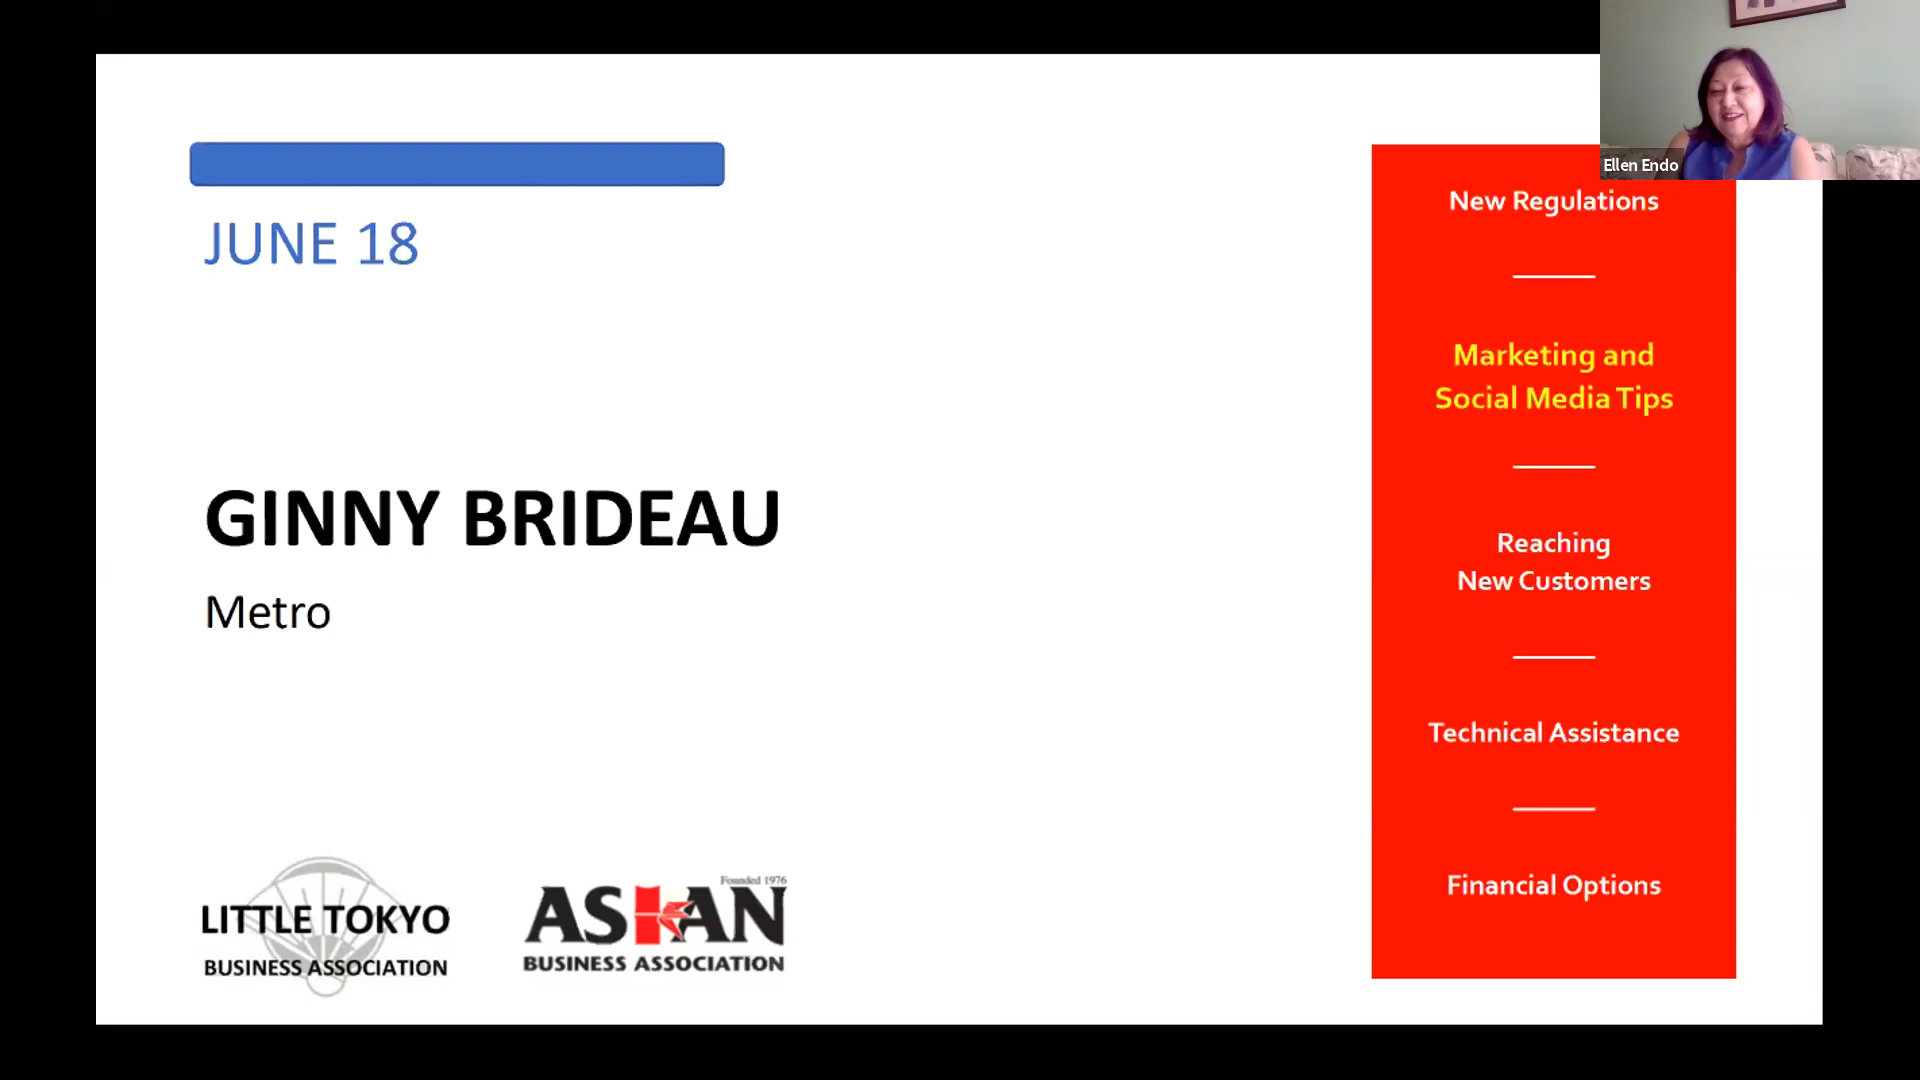 JUNE 18
GINNY BRIDEAU
Metro
LITTLE TOKYO
BUSINESS ASSOCIATION
Founded 1976
ASIAN
BUSINESS ASSOCIATION
Ellen Endo
New Regulations
Marketing and
Social Media Tips
Reaching
New Customers
Technical Assistance
Financial Options